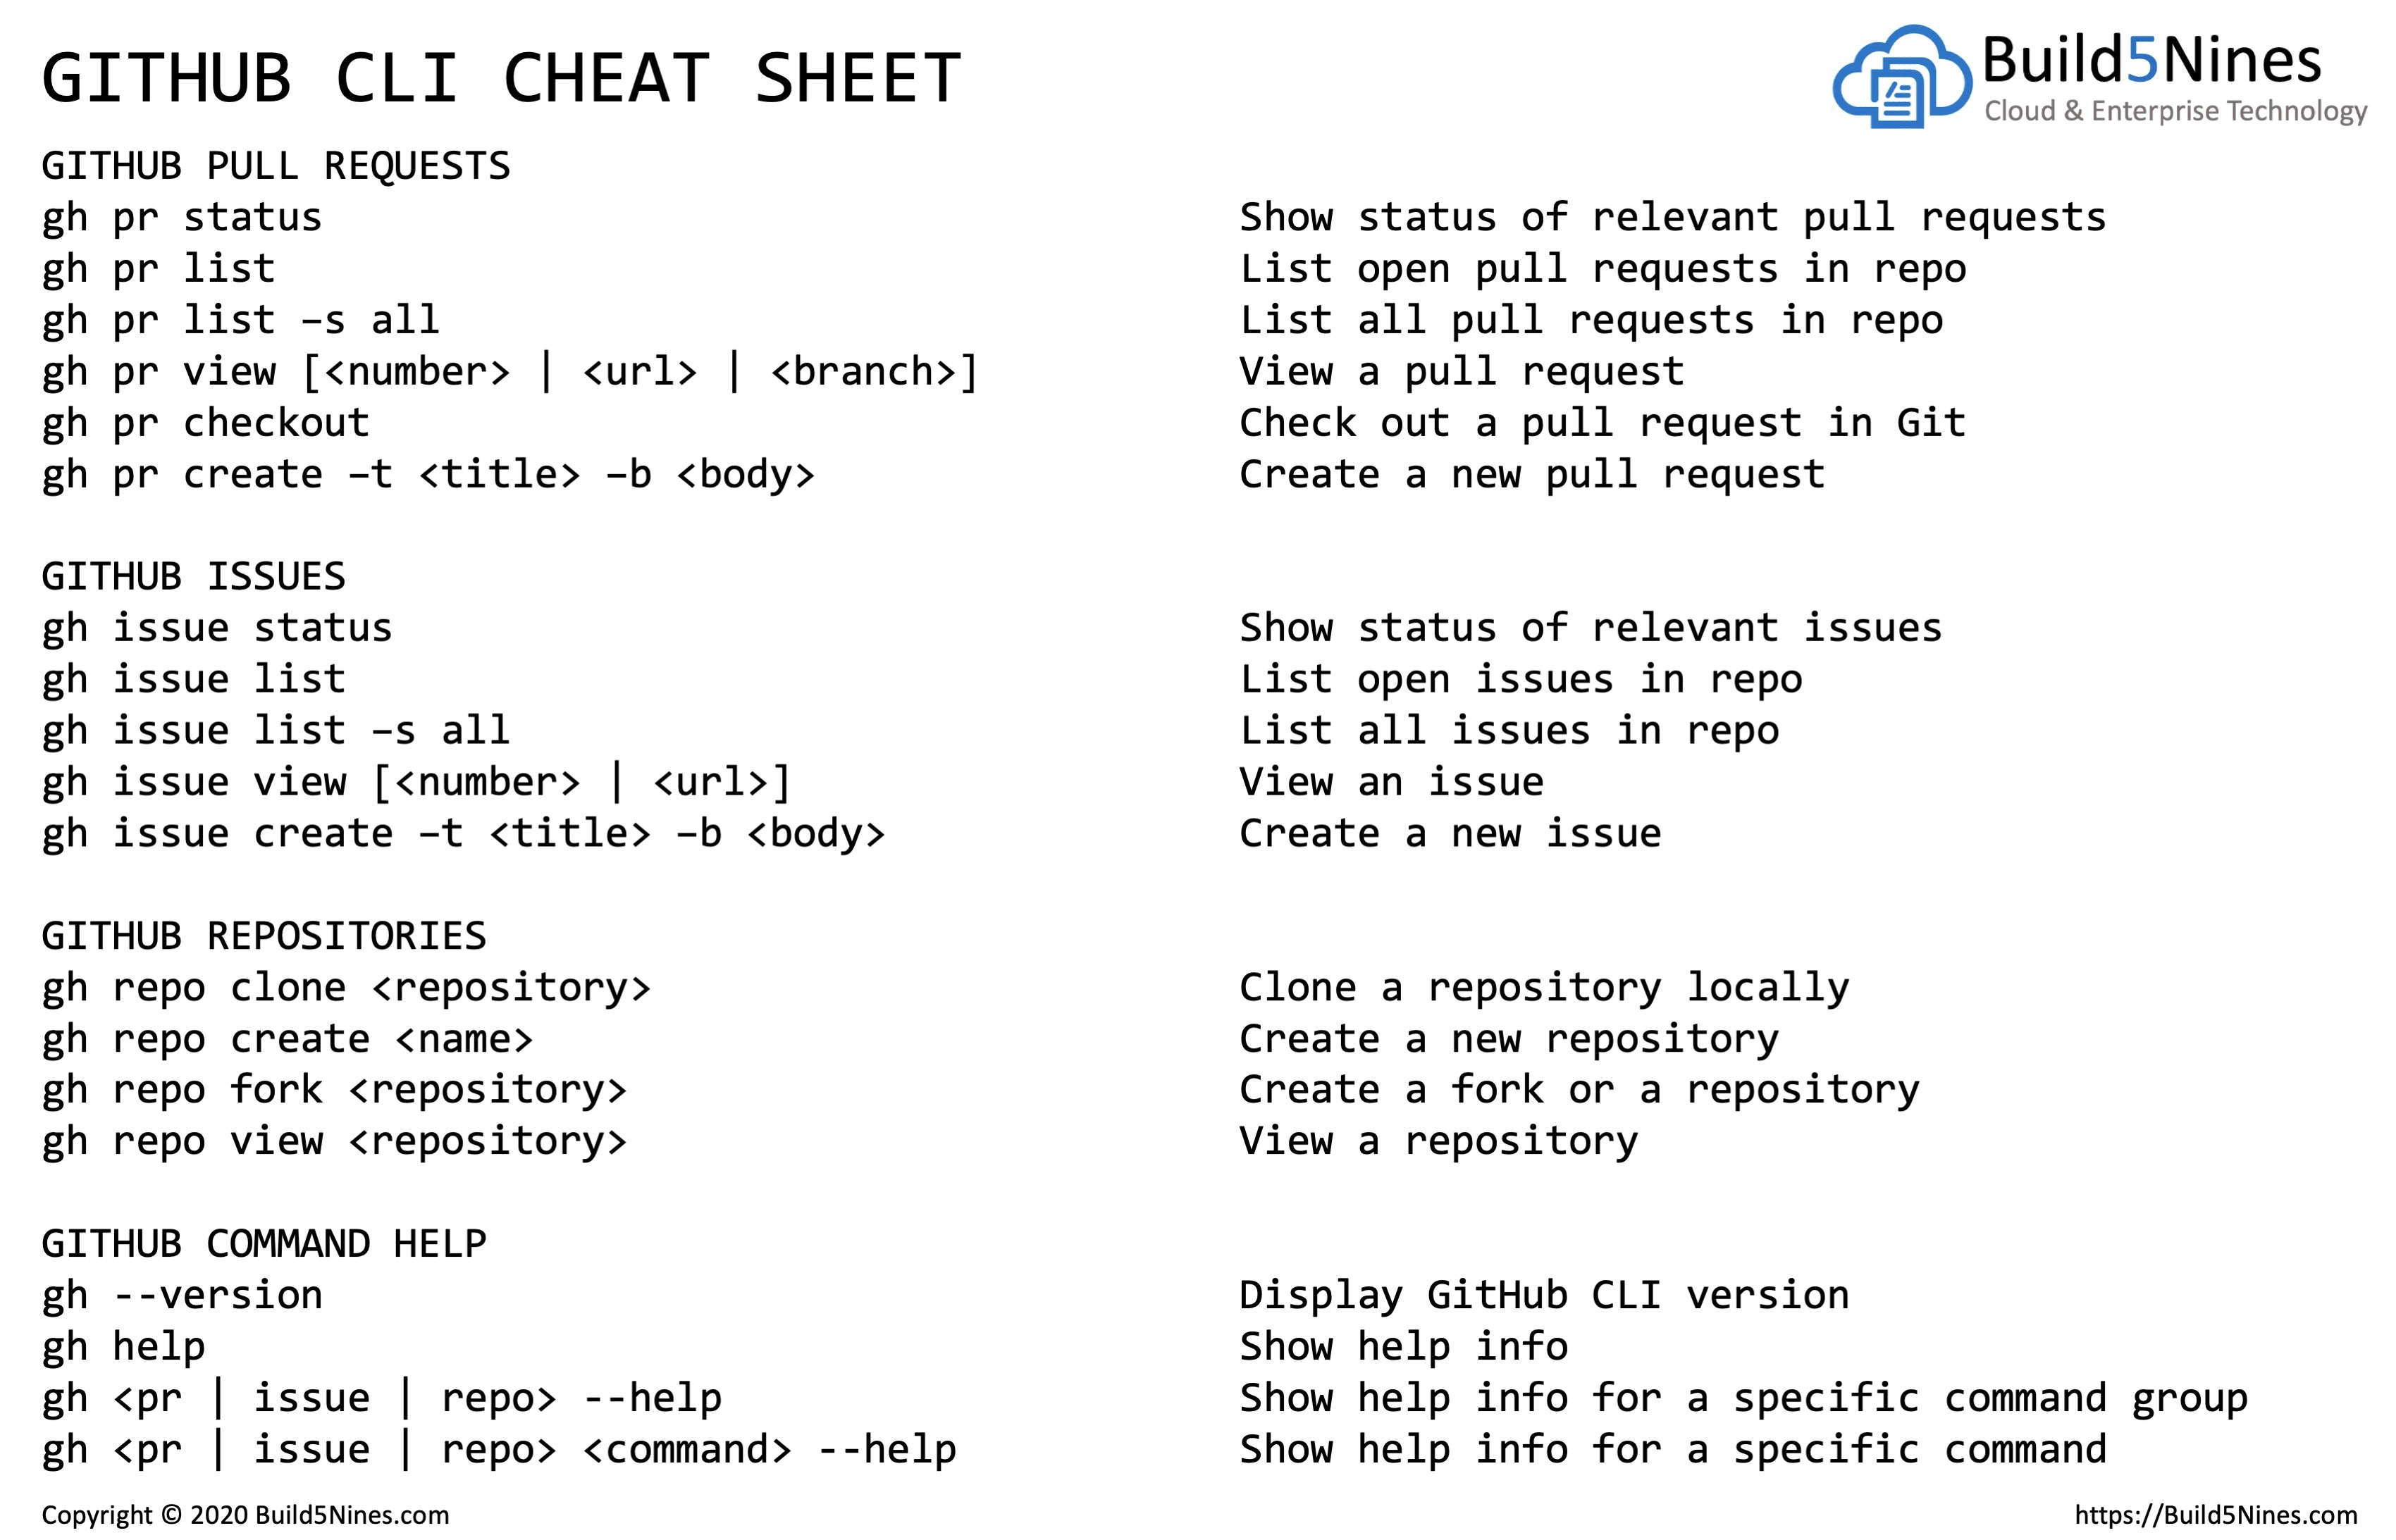 GITHUB CLI CHEAT SHEET
Build5Nines
Cloud & Enterprise Technology
GITHUB PULL REQUESTS
gh pr status Show status of relevant pull requests
gh pr list List open pull requests in repo
gh pr list –s all List all pull requests in repo
gh pr view [<number> | <url> | <branch>] View a pull request
gh pr checkout Check out a pull request in Git
gh pr create –t <title> –b <body> Create a new pull request
GITHUB ISSUES
gh issue status Show status of relevant issues
gh issue list List open issues in repo
gh issue list –s all List all issues in repo
gh issue view [<number> | <url>] View an issue
gh issue create –t <title> –b <body> Create a new issue
GITHUB REPOSITORIES
gh repo clone <repository> Clone a repository locally
gh repo create <name> Create a new repository
gh repo fork <repository> Create a fork or a repository
gh repo view <repository> View a repository
GITHUB COMMAND HELP
gh --version Display GitHub CLI version
gh help Show help info
gh <pr | issue | repo> --help Show help info for a specific command group
gh <pr | issue | repo> <command> --help Show help info for a specific command
Copyright © 2020 Build5Nines.com https://Build5Nines.com